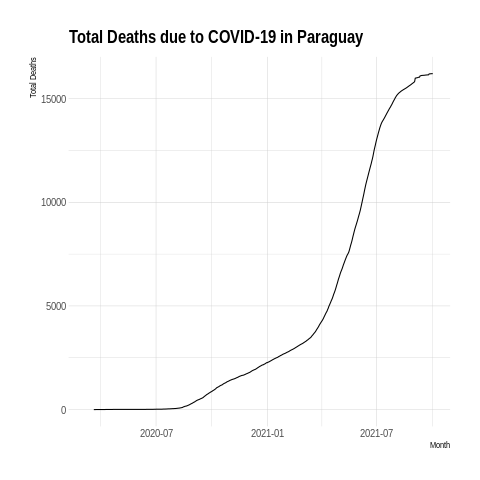 Total Deaths due to COVID-19 in Paraguay
Total Deaths
15000
10000
5000
0
2020-07 2021-01 2021-07
Month